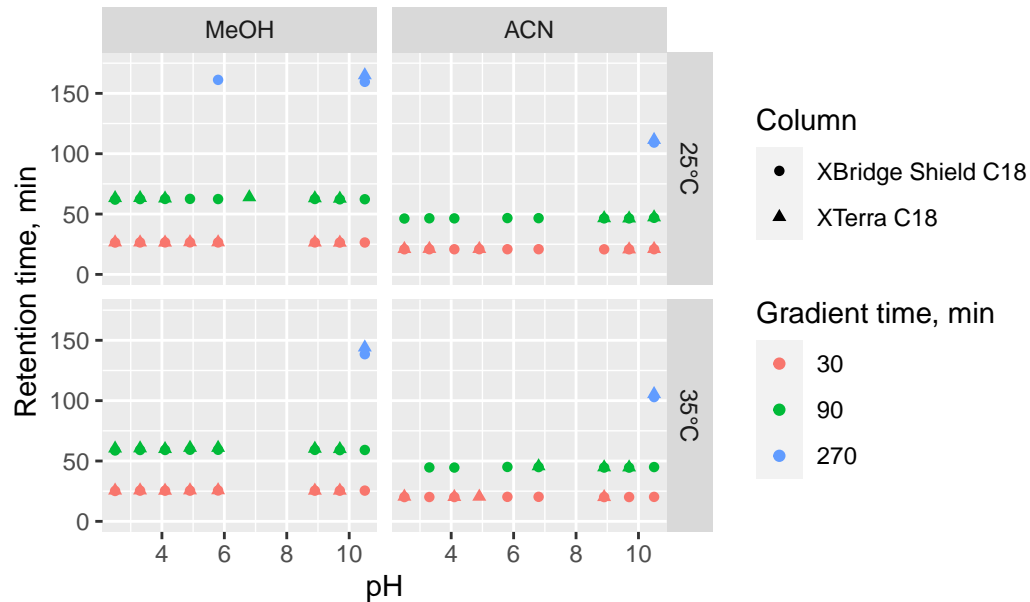 MeOH
ACN
150
100
50
0
25°C
150
100
50
0
35°C
4
6
8
10
4
6
8
10
pH
Retention time, min
Column
XBridge Shield C18
XTerra C18
Gradient time, min
30
90
270